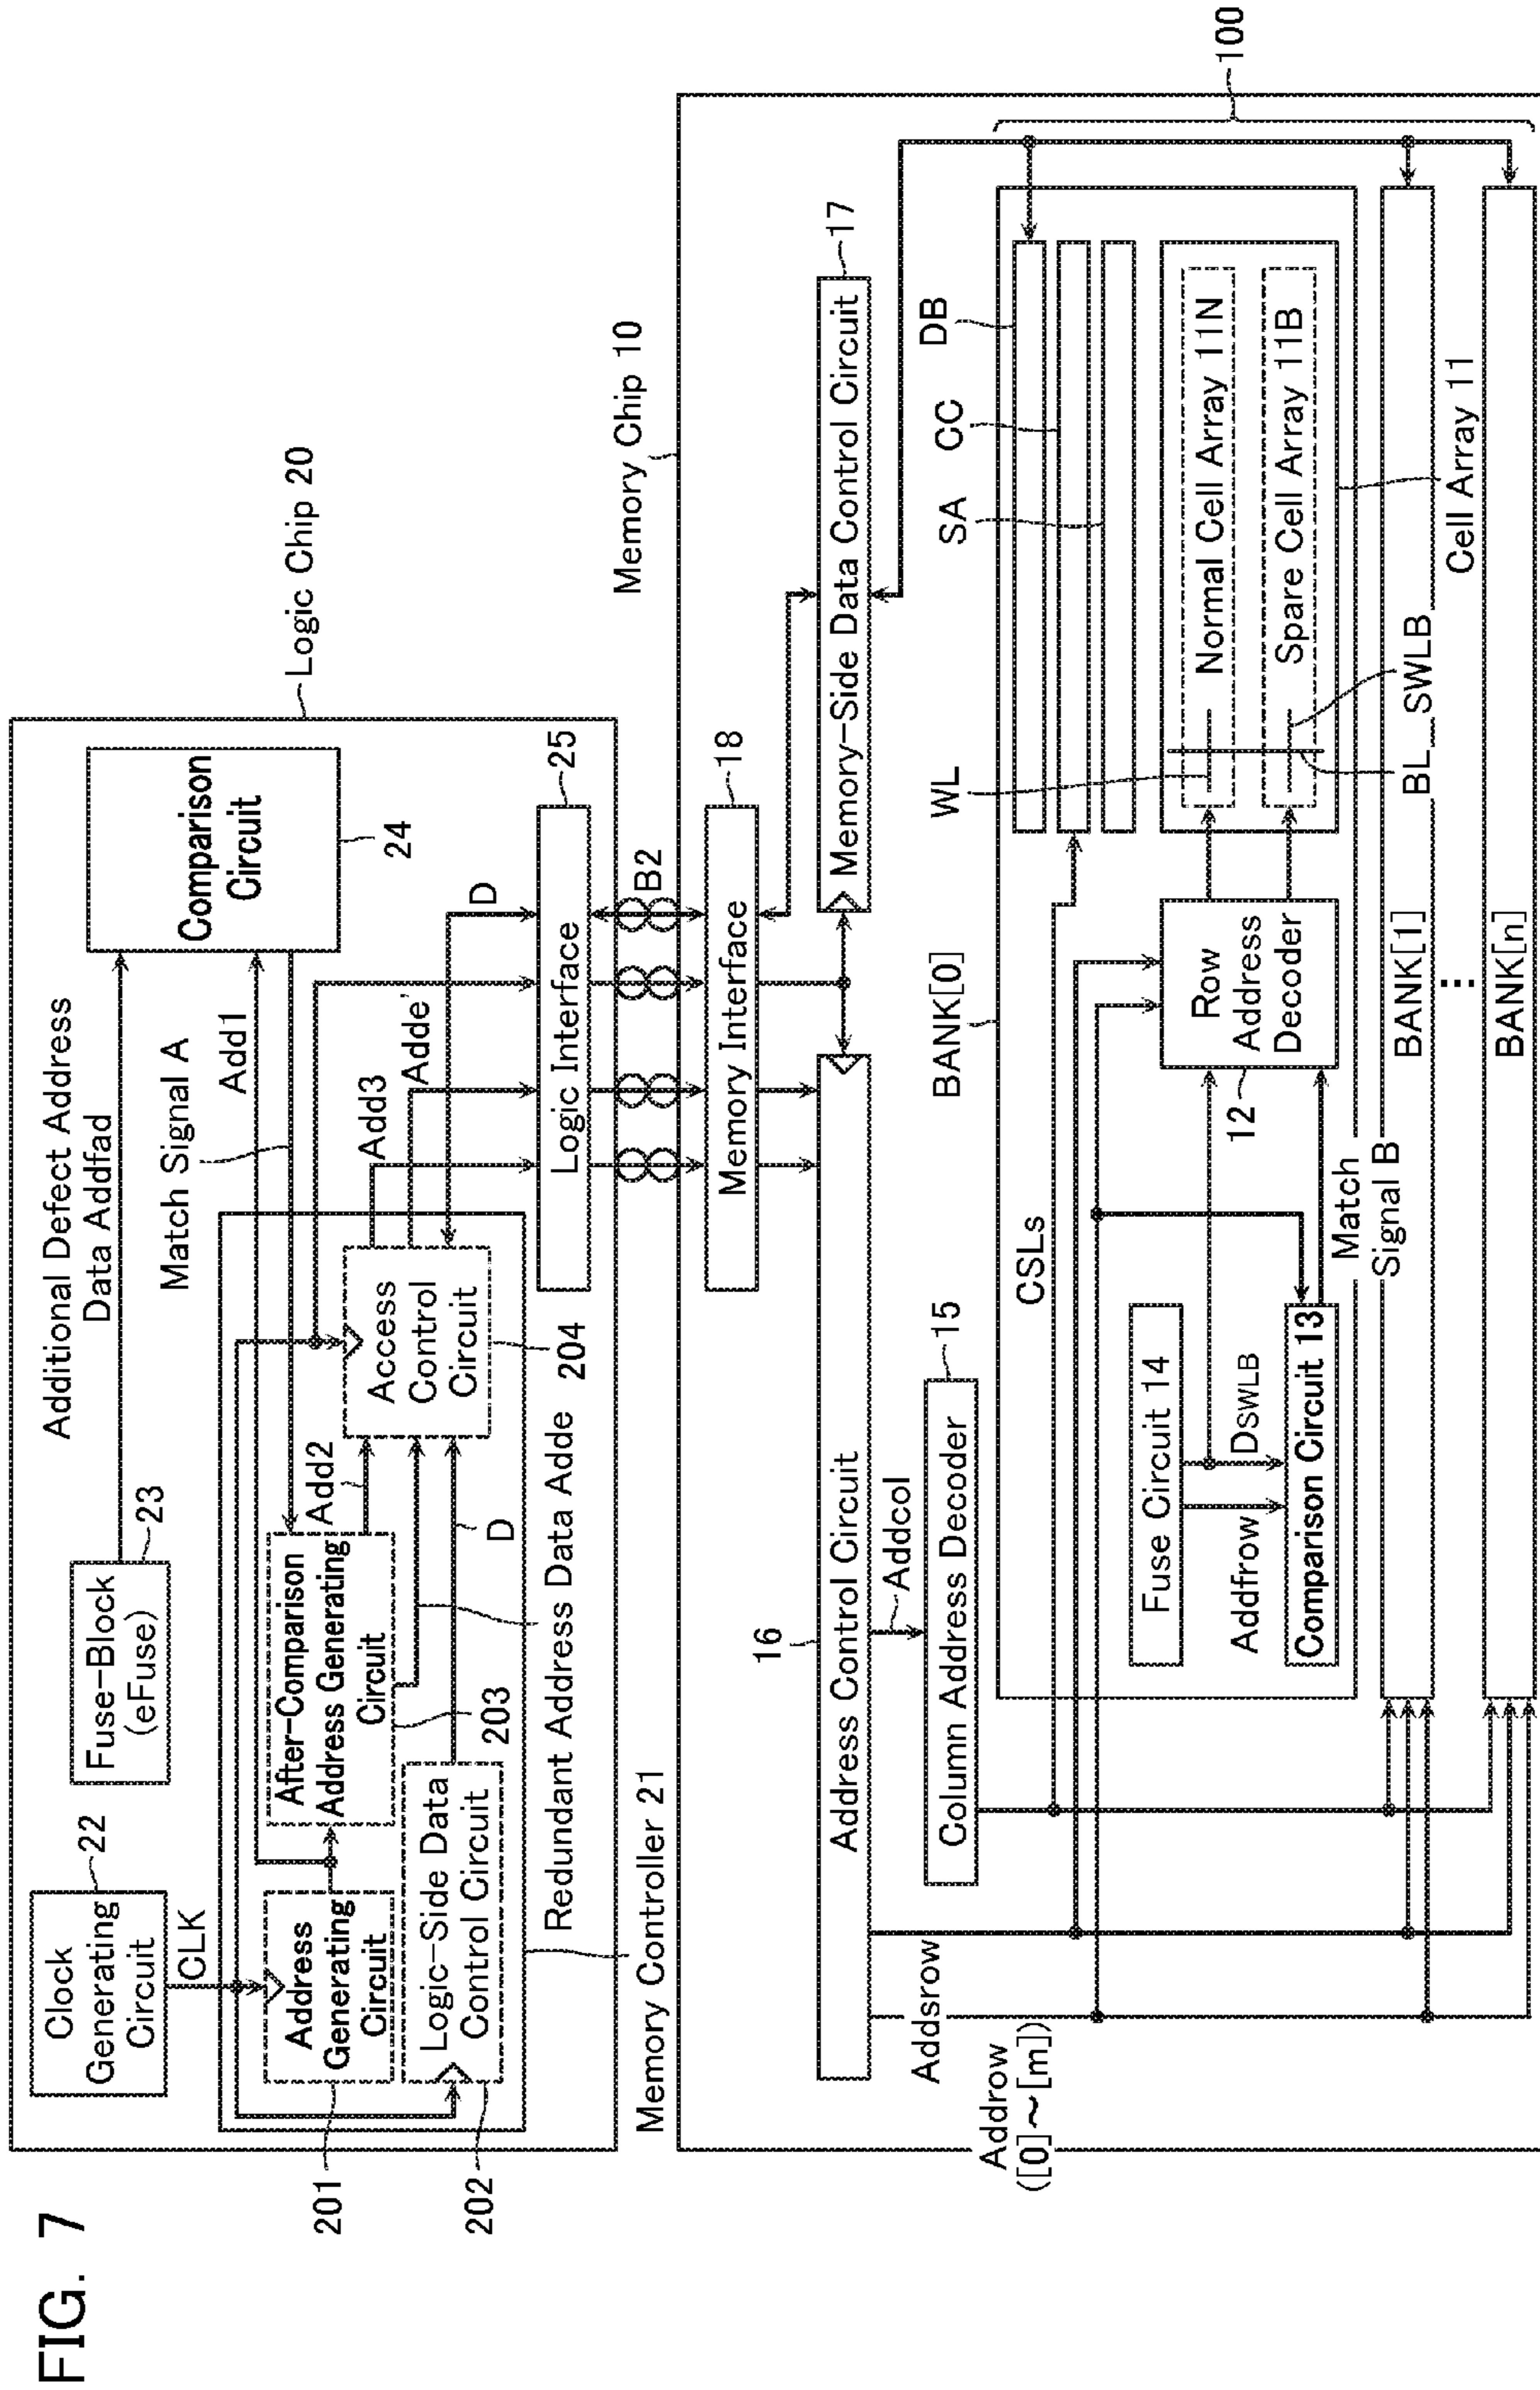 FIG. 7
Logic Chip 20
Clock
Generating
Circuit
22
CLK
Fuse-Block
(eFuse)
23
Additional Defect Address
Data Addfad
Match Signal A
Add1
Comparison
Circuit
24
201
Address
Generating
Circuit
202
Logic-Side Data
Control Circuit
After-Comparison
Address Generating
Circuit
203
Add2
D
Access
Control
Circuit
204
Add3
Adde'
D
Redundant Address Data Adde
Memory Controller 21
Logic Interface
25
B2
Memory Interface
18
Memory Chip 10
16
Address Control Circuit
Memory-Side Data Control Circuit
17
Addcol
Column Address Decoder
15
Addsrow
Addrow
([0]~[m])
BANK[0]
CSLs
DB
CC
SA
WL
100
Fuse Circuit 14
Addfrow
DSWLB
Comparison Circuit 13
Match
Signal B
12
Row
Address
Decoder
Normal Cell Array 11N
Spare Cell Array 11B
BL
SWLB
Cell Array 11
BANK[1]
⋮
BANK[n]